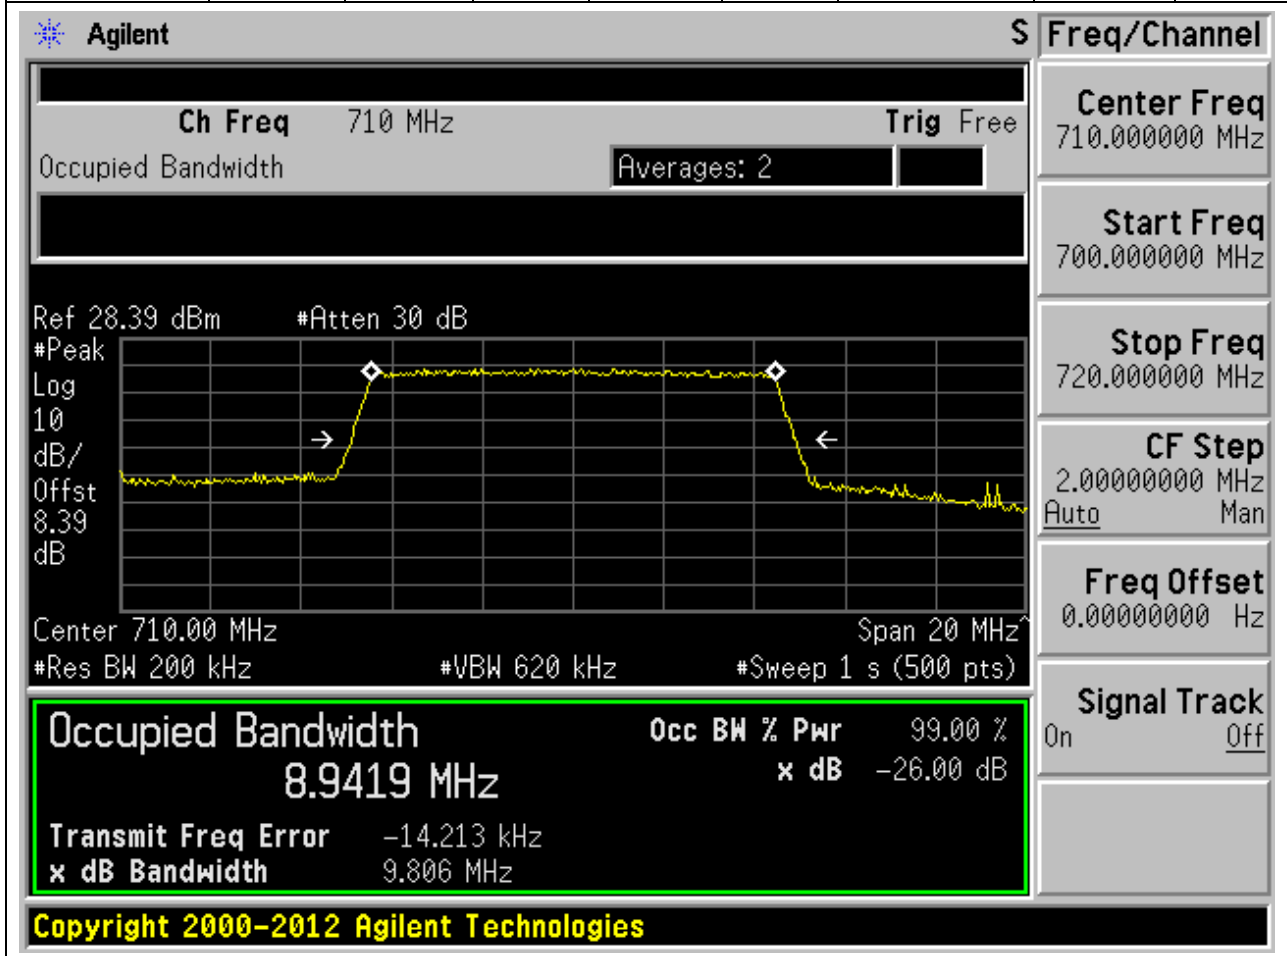 Agilent S Freq/Channel
Ch Freq 710 MHz Trig Free
Occupied Bandwidth Averages: 2
Center Freq
710.000000 MHz
Start Freq
700.000000 MHz
Ref 28.39 dBm #Atten 30 dB
#Peak
Log
10
dB/
Offst
8.39
dB
Stop Freq
720.000000 MHz
CF Step
2.00000000 MHz
Auto Man
Freq Offset
0.00000000 Hz
Center 710.00 MHz Span 20 MHz^
#Res BW 200 kHz #VBW 620 kHz #Sweep 1 s (500 pts)
Signal Track
On Off
Occupied Bandwidth Occ BW % Pwr 99.00 %
8.9419 MHz x dB -26.00 dB
Transmit Freq Error -14.213 kHz
x dB Bandwidth 9.806 MHz
Copyright 2000-2012 Agilent Technologies